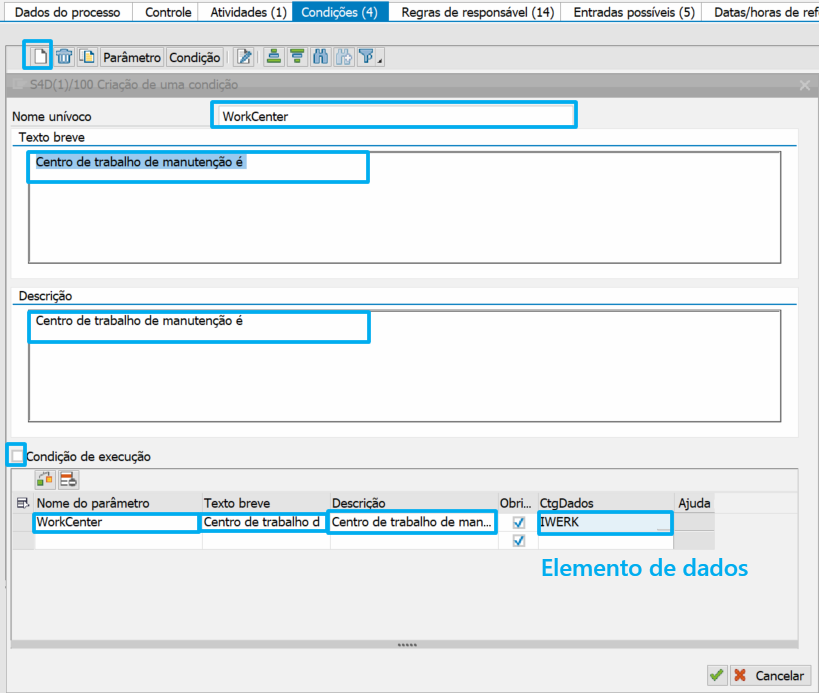 Dados do processo Controle Atividades (1) Condições (4) Regras de responsável (14) Entradas possíveis (5) Datas/horas de ref
Parâmetro Condição
S4D(1)/100 Criação de uma condição
Nome unívoco WorkCenter
Texto breve
Centro de trabalho de manutenção é
Descrição
Centro de trabalho de manutenção é
Condição de execução
Nome do parâmetro Texto breve Descrição Obri... CtgDados Ajuda
WorkCenter Centro de trabalho d Centro de trabalho de man... IWERK
Elemento de dados
Cancelar